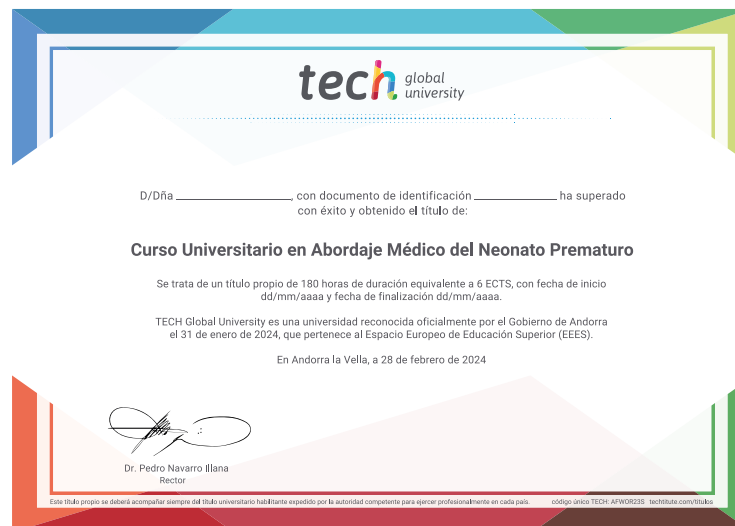 tech global university
D/Dña ____________________, con documento de identificación ______________ ha superado
con éxito y obtenido el título de:
Curso Universitario en Abordaje Médico del Neonato Prematuro
Se trata de un título propio de 180 horas de duración equivalente a 6 ECTS, con fecha de inicio
dd/mm/aaaa y fecha de finalización dd/mm/aaaa.
TECH Global University es una universidad reconocida oficialmente por el Gobierno de Andorra
el 31 de enero de 2024, que pertenece al Espacio Europeo de Educación Superior (EEES).
En Andorra la Vella, a 28 de febrero de 2024
Dr. Pedro Navarro Illana
Rector
Este título propio se deberá acompañar siempre del título universitario habilitante expedido por la autoridad competente para ejercer profesionalmente en cada país. código único TECH: AFWOR23S techtitute.com/titulos